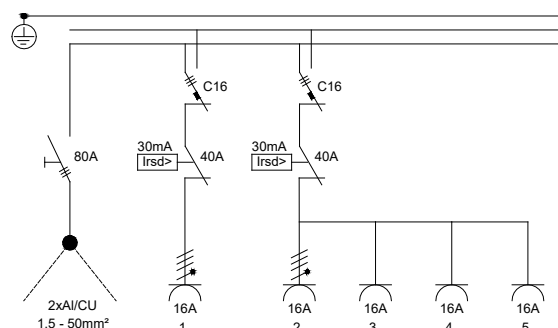 C16
C16
80A
30mA
Irsd>
40A
30mA
Irsd>
40A
2xAl/CU
1,5 - 50mm²
16A
16A
16A
16A
16A
1
2
3
4
5